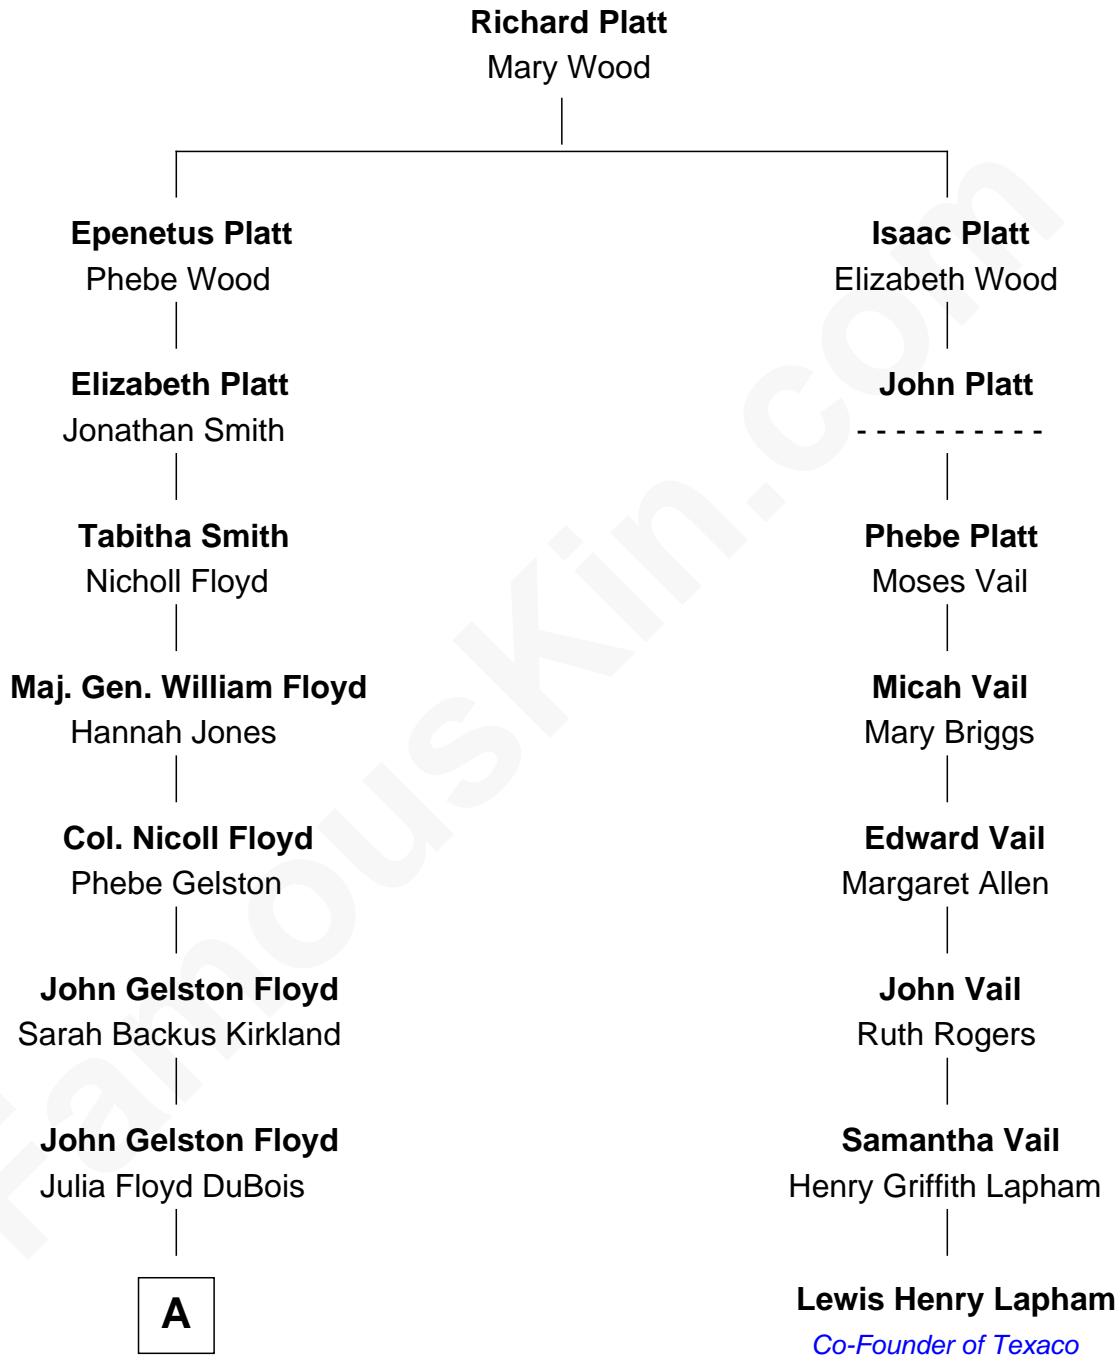 Richard Platt
Mary Wood
Epenetus Platt
Phebe Wood
Isaac Platt
Elizabeth Wood
Elizabeth Platt
Jonathan Smith
John Platt
- - - - - - - - - -
Tabitha Smith
Nicholl Floyd
Phebe Platt
Moses Vail
Maj. Gen. William Floyd
Hannah Jones
Micah Vail
Mary Briggs
Col. Nicoll Floyd
Phebe Gelston
Edward Vail
Margaret Allen
John Gelston Floyd
Sarah Backus Kirkland
John Vail
Ruth Rogers
John Gelston Floyd
Julia Floyd DuBois
Samantha Vail
Henry Griffith Lapham
A
Lewis Henry Lapham
Co-Founder of Texaco
FamousKin.com